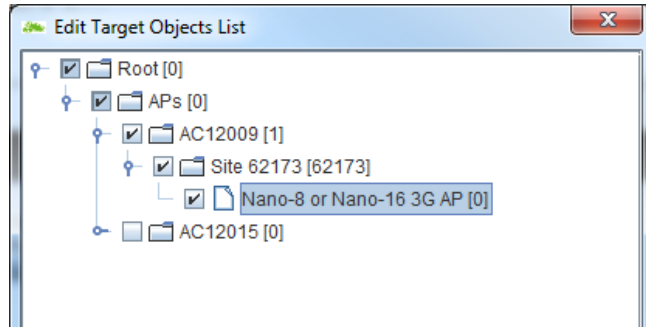 Edit Target Objects List
Root [0]
APs [0]
AC12009 [1]
Site 62173 [62173]
Nano-8 or Nano-16 3G AP [0]
AC12015 [0]